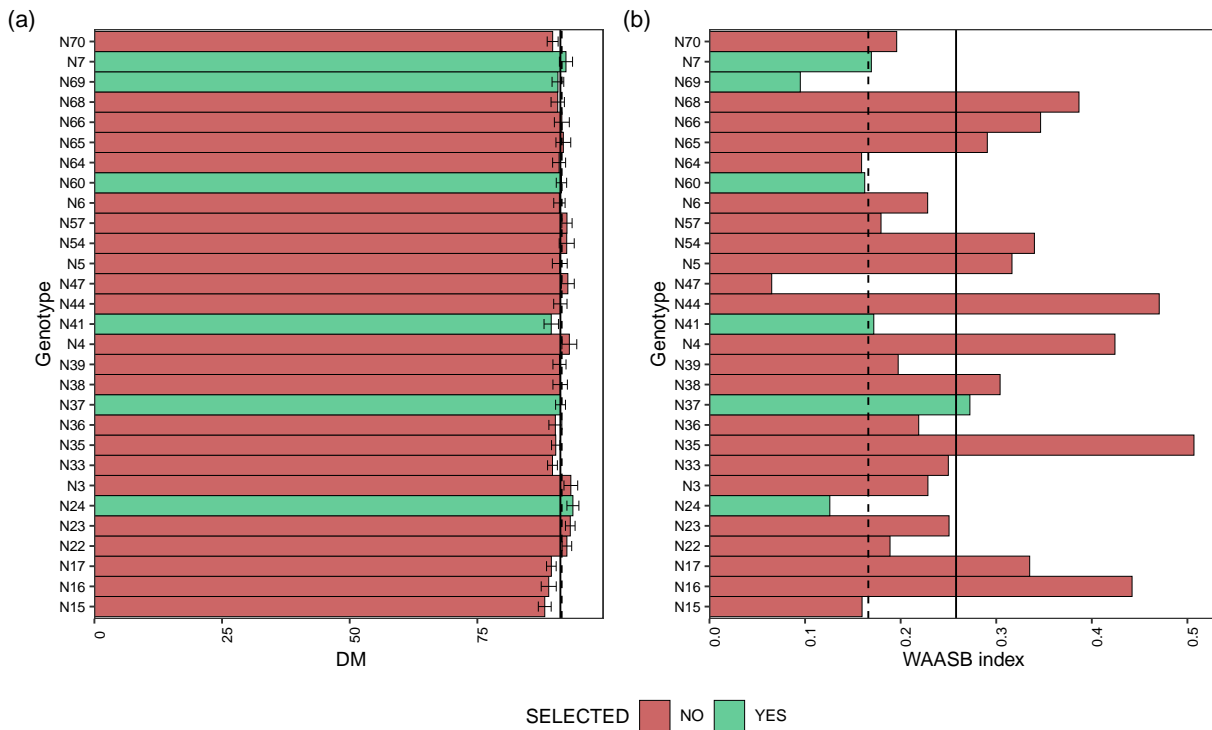 (a)
Genotype
N70
N7
N69
N68
N66
N65
N64
N60
N6
N57
N54
N5
N47
N44
N41
N4
N39
N38
N37
N36
N35
N33
N3
N24
N23
N22
N17
N16
N15
0
25
50
75
DM
(b)
Genotype
N70
N7
N69
N68
N66
N65
N64
N60
N6
N57
N54
N5
N47
N44
N41
N4
N39
N38
N37
N36
N35
N33
N3
N24
N23
N22
N17
N16
N15
0.0
0.1
0.2
0.3
0.4
0.5
WAASB index
SELECTED NO YES